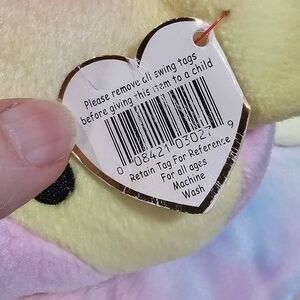 Please remove all swing tags
before giving this item to a child
0 08421 03021 9
Retain Tag For Reference
For all ages.
Machine
Wash